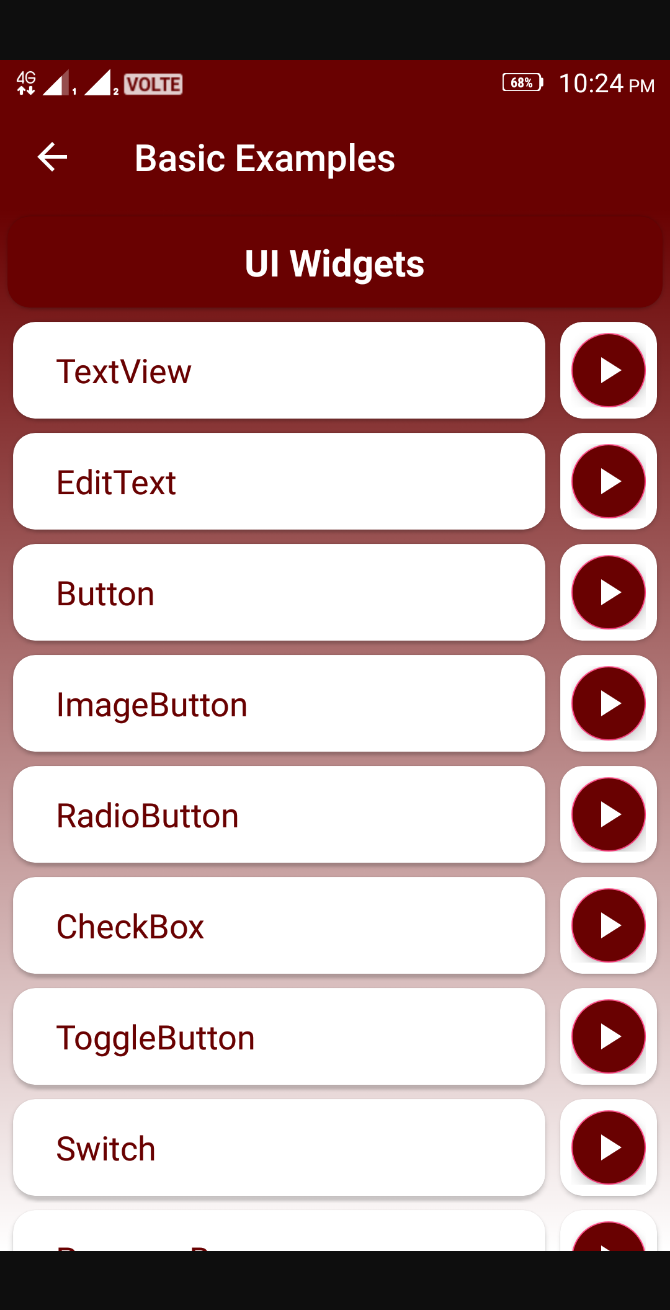 4G 1 2 VOLTE 68% 10:24 PM
Basic Examples
UI Widgets
TextView
EditText
Button
ImageButton
RadioButton
CheckBox
ToggleButton
Switch